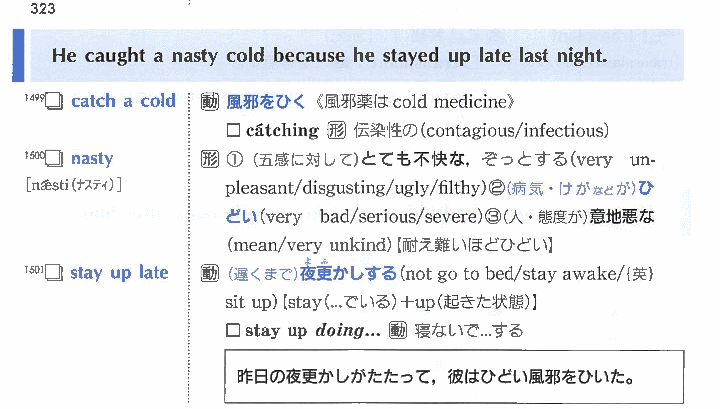 323
He caught a nasty cold because he stayed up late last night.
1499 catch a cold
動 風邪をひく 《風邪薬は cold medicine》
□ cátching 形 伝染性の(contagious/infectious)
1500 nasty
[nǽsti (ナスティ)]
形 ① (五感に対して)とても不快な，ぞっとする(very un-
pleasant/disgusting/ugly/filthy)②(病気・けがなどが)ひ
どい(very bad/serious/severe)③(人・態度が)意地悪な
(mean/very unkind)【耐え難いほどひどい】
1501 stay up late
動 (遅くまで)夜更かしする(not go to bed/stay awake/{英}
よ ふ
sit up)【stay(...でいる)＋up(起きた状態)】
□ stay up doing... 動 寝ないで...する
昨日の夜更かしがたたって，彼はひどい風邪をひいた。